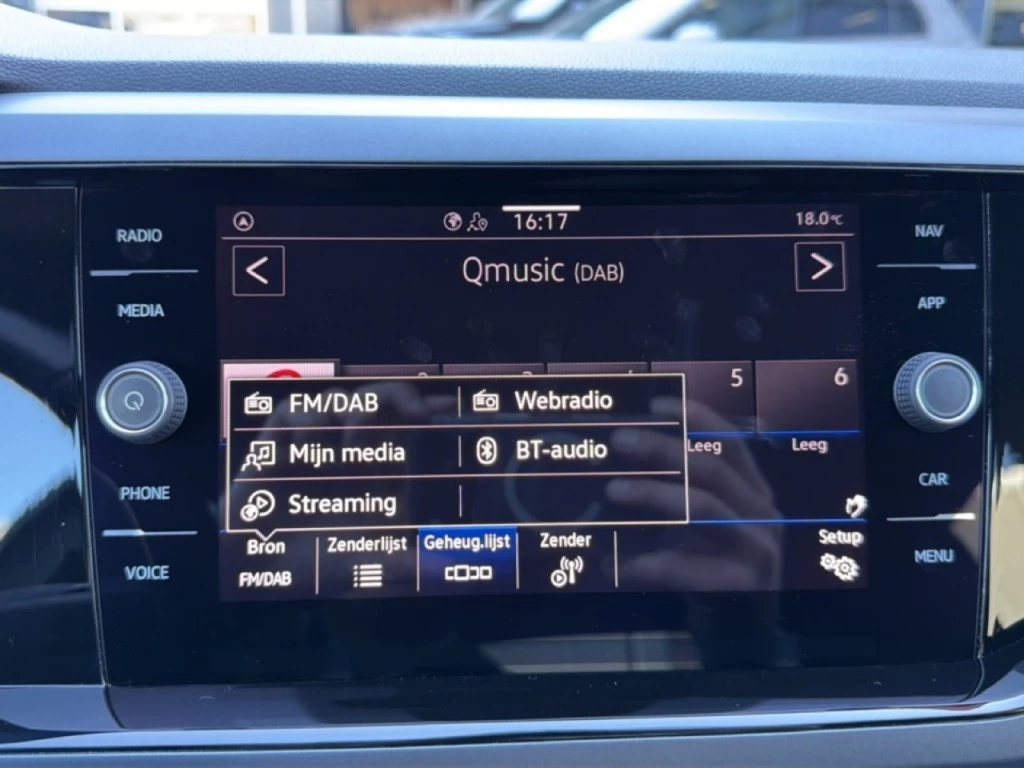 RADIO
MEDIA
PHONE
VOICE
16:17
18.0°C
Qmusic (DAB)
5
6
FM/DAB
Webradio
Mijn media
BT-audio
Streaming
Leeg
Leeg
Bron
FM/DAB
Zenderlijst
Geheug.lijst
Zender
Setup
NAV
APP
CAR
MENU